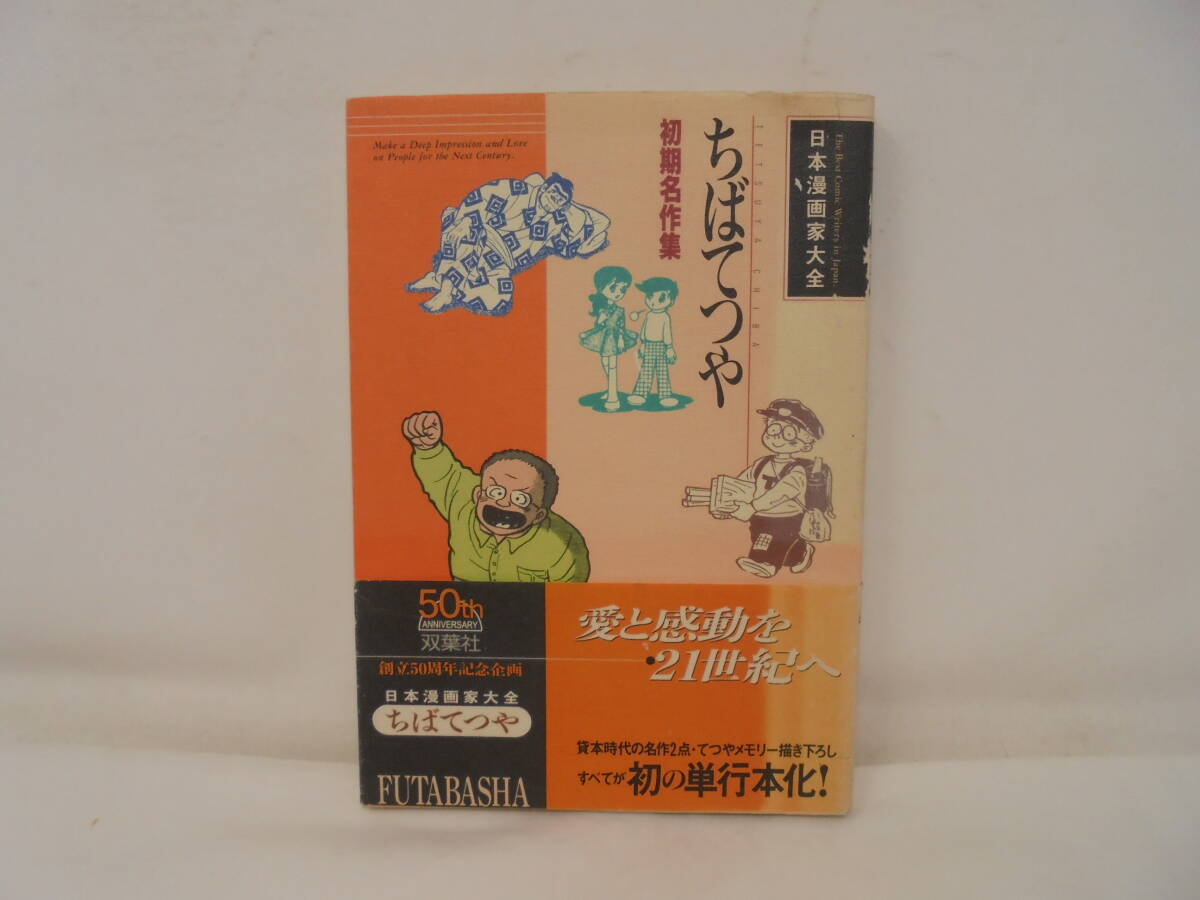 Make a Deep Impression and Love
on People for the Next Century.
The Best Comic Writers in Japan.
日本漫画家大全
TETSUYA CHIBA
ちばてつや
初期名作集
50th
ANNIVERSARY
双葉社
創立50周年記念企画
日本漫画家大全
ちばてつや
FUTABASHA
愛と感動を
21世紀へ
貸本時代の名作2点・てつやメモリー描き下ろし
すべてが初の単行本化!